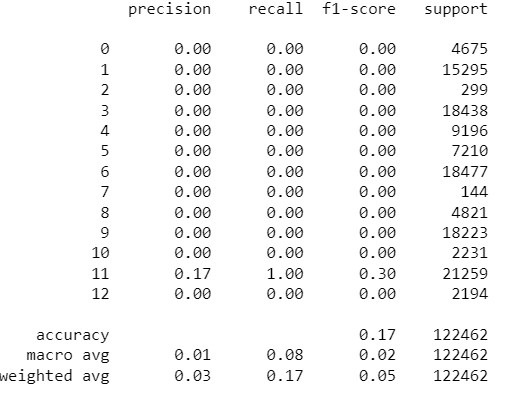 precision recall f1-score support
0 0.00 0.00 0.00 4675
1 0.00 0.00 0.00 15295
2 0.00 0.00 0.00 299
3 0.00 0.00 0.00 18438
4 0.00 0.00 0.00 9196
5 0.00 0.00 0.00 7210
6 0.00 0.00 0.00 18477
7 0.00 0.00 0.00 144
8 0.00 0.00 0.00 4821
9 0.00 0.00 0.00 18223
10 0.00 0.00 0.00 2231
11 0.17 1.00 0.30 21259
12 0.00 0.00 0.00 2194
accuracy 0.17 122462
macro avg 0.01 0.08 0.02 122462
weighted avg 0.03 0.17 0.05 122462